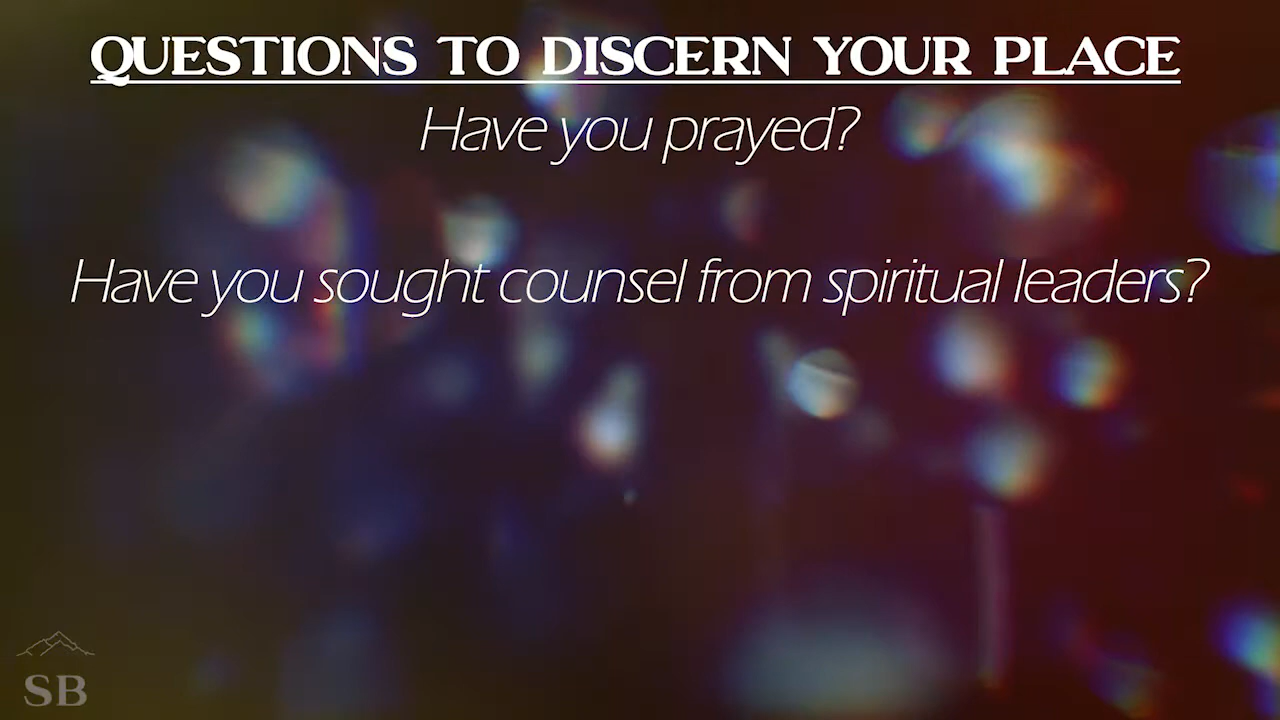 QUESTIONS TO DISCERN YOUR PLACE
Have you prayed?
Have you sought counsel from spiritual leaders?
SB